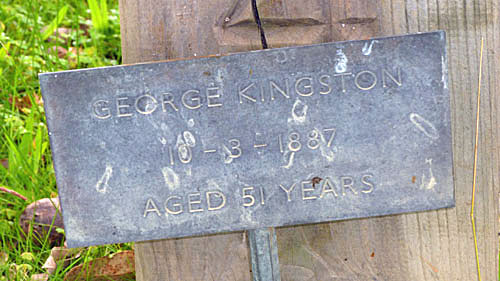 GEORGE KINGSTON
10-3-1887
AGED 51 YEARS